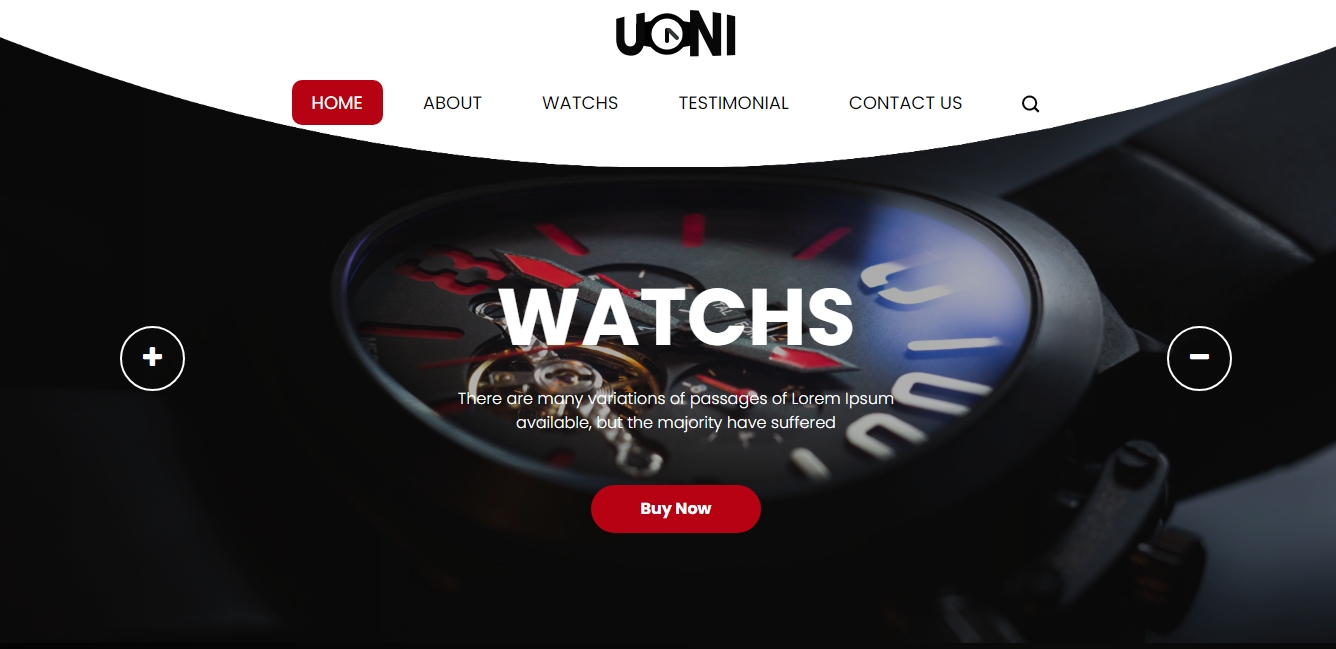 UONI
HOME ABOUT WATCHS TESTIMONIAL CONTACT US
WATCHS
+ −
There are many variations of passages of Lorem Ipsum
available, but the majority have suffered
Buy Now